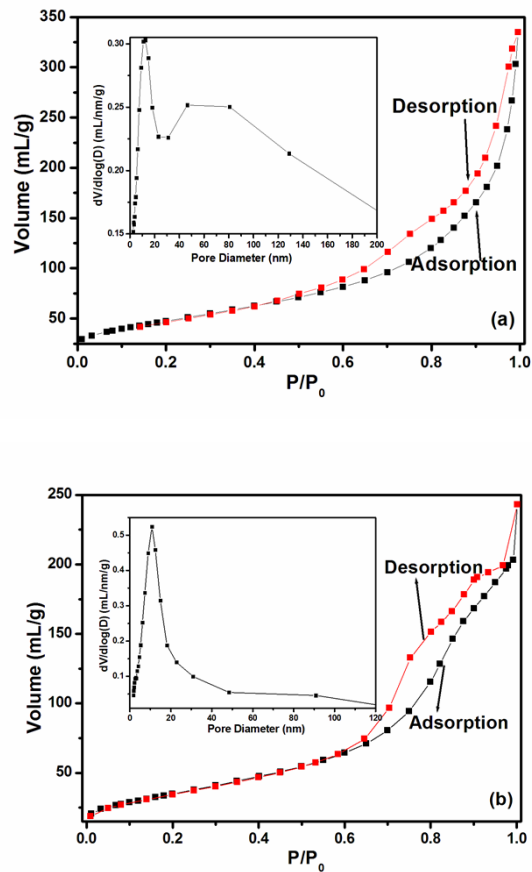 350
300
250
200
150
100
50
Volume (mL/g)
0.30
0.25
0.20
0.15
dV/dlog(D) (mL/nm/g)
0 20 40 60 80 100 120 140 160 180 200
Pore Diameter (nm)
Desorption
Adsorption
(a)
0.0 0.2 0.4 0.6 0.8 1.0
P/P0
250
200
150
100
50
0
Volume (mL/g)
0.5
0.4
0.3
0.2
0.1
0.0
dV/dlog(D) (mL/nm/g)
0 20 40 60 80 100 120
Pore Diameter (nm)
Desorption
Adsorption
(b)
0.0 0.2 0.4 0.6 0.8 1.0
P/P0